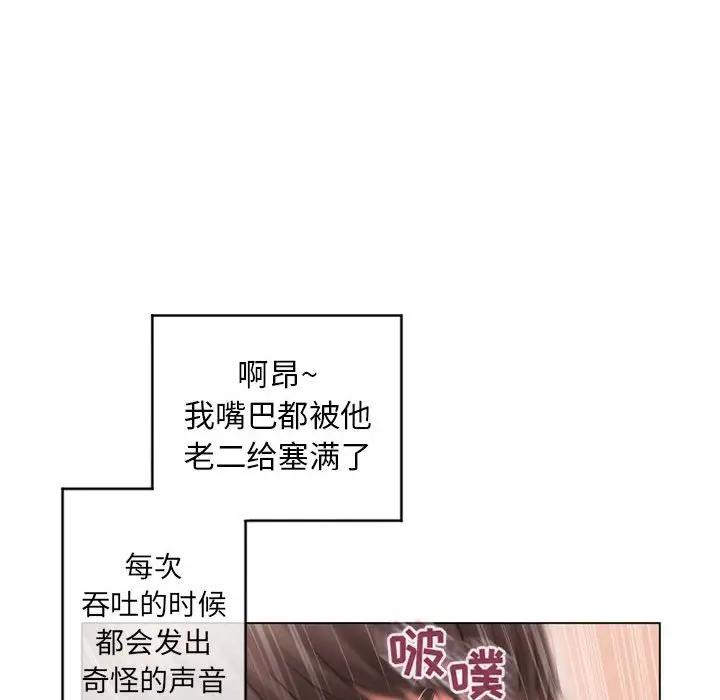 啊昂~
我嘴巴都被他
老二给塞满了
每次
吞吐的时候
都会发出
奇怪的声音
啵噗